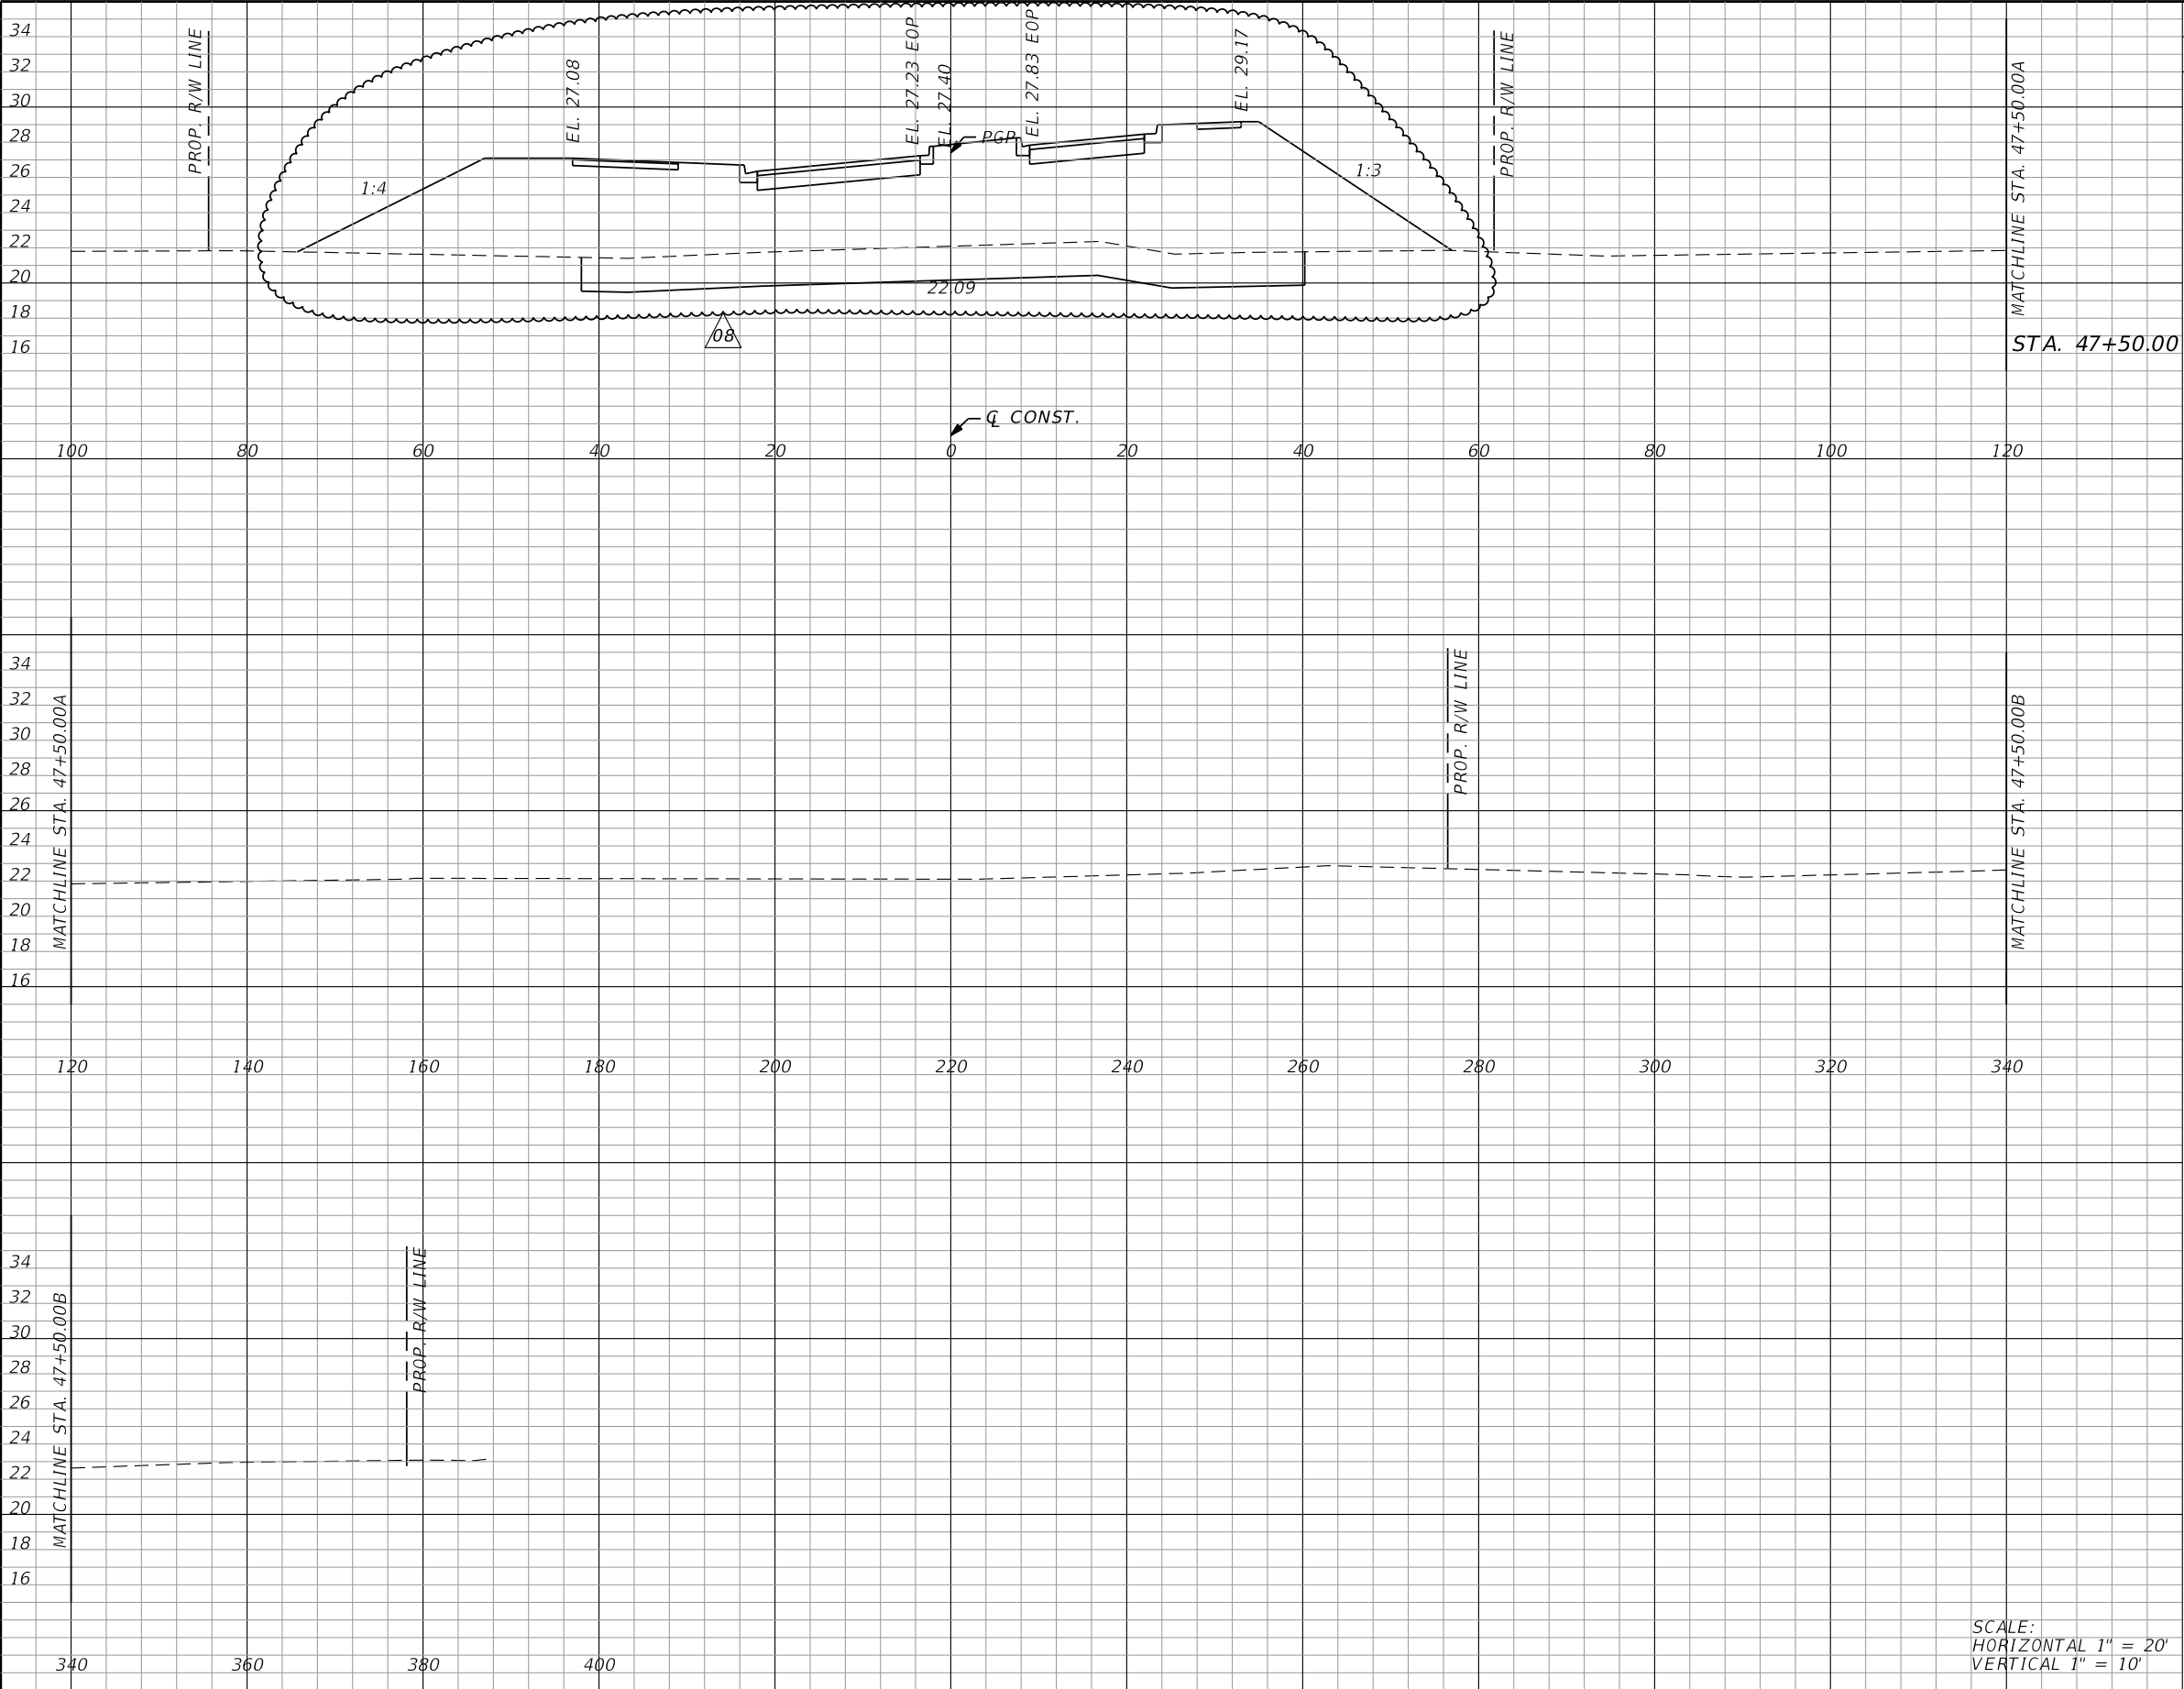 34
32
30
28
26
24
22
20
18
16
PROP. R/W LINE
EL. 27.08
EL. 27.23 EOP
EL. 27.40
EL. 27.83 EOP
EL. 29.17
PROP. R/W LINE
MATCHLINE STA. 47+50.00A
PGP
1:4
1:3
22.09
08
STA. 47+50.00
℄ CONST.
100 80 60 40 20 0 20 40 60 80 100 120
34
32
30
28
26
24
22
20
18
16
MATCHLINE STA. 47+50.00A
PROP. R/W LINE
MATCHLINE STA. 47+50.00B
120 140 160 180 200 220 240 260 280 300 320 340
34
32
30
28
26
24
22
20
18
16
MATCHLINE STA. 47+50.00B
PROP. R/W LINE
340 360 380 400
SCALE:
HORIZONTAL 1" = 20'
VERTICAL 1" = 10'